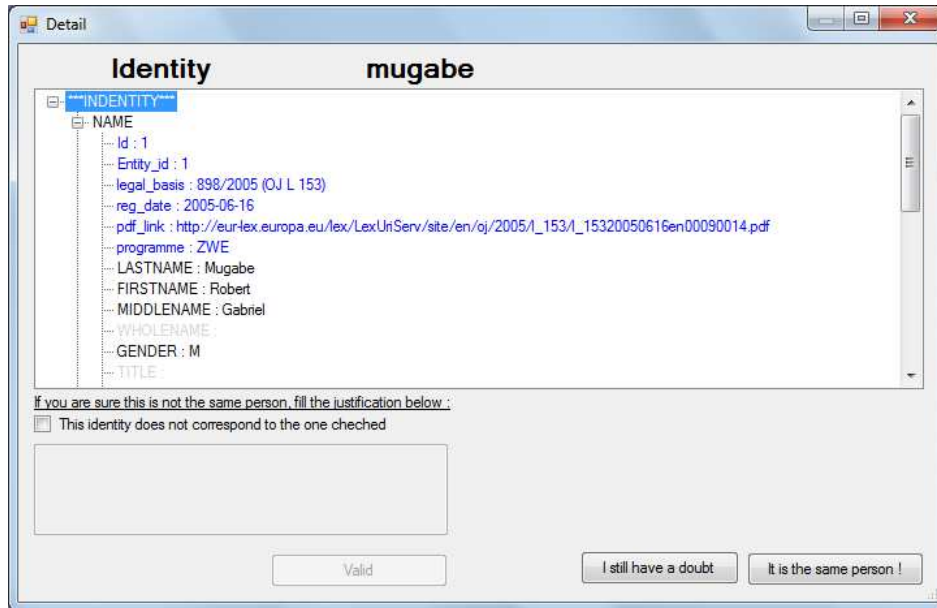 Detail
Identity mugabe
***INDENTITY***
NAME
Id : 1
Entity_id : 1
legal_basis : 898/2005 (OJ L 153)
reg_date : 2005-06-16
pdf_link : http://eur-lex.europa.eu/lex/LexUriServ/site/en/oj/2005/l_153/l_15320050616en00090014.pdf
programme : ZWE
LASTNAME : Mugabe
FIRSTNAME : Robert
MIDDLENAME : Gabriel
WHOLENAME :
GENDER : M
TITLE :
If you are sure this is not the same person, fill the justification below :
This identity does not correspond to the one cheched
Valid
I still have a doubt
It is the same person !